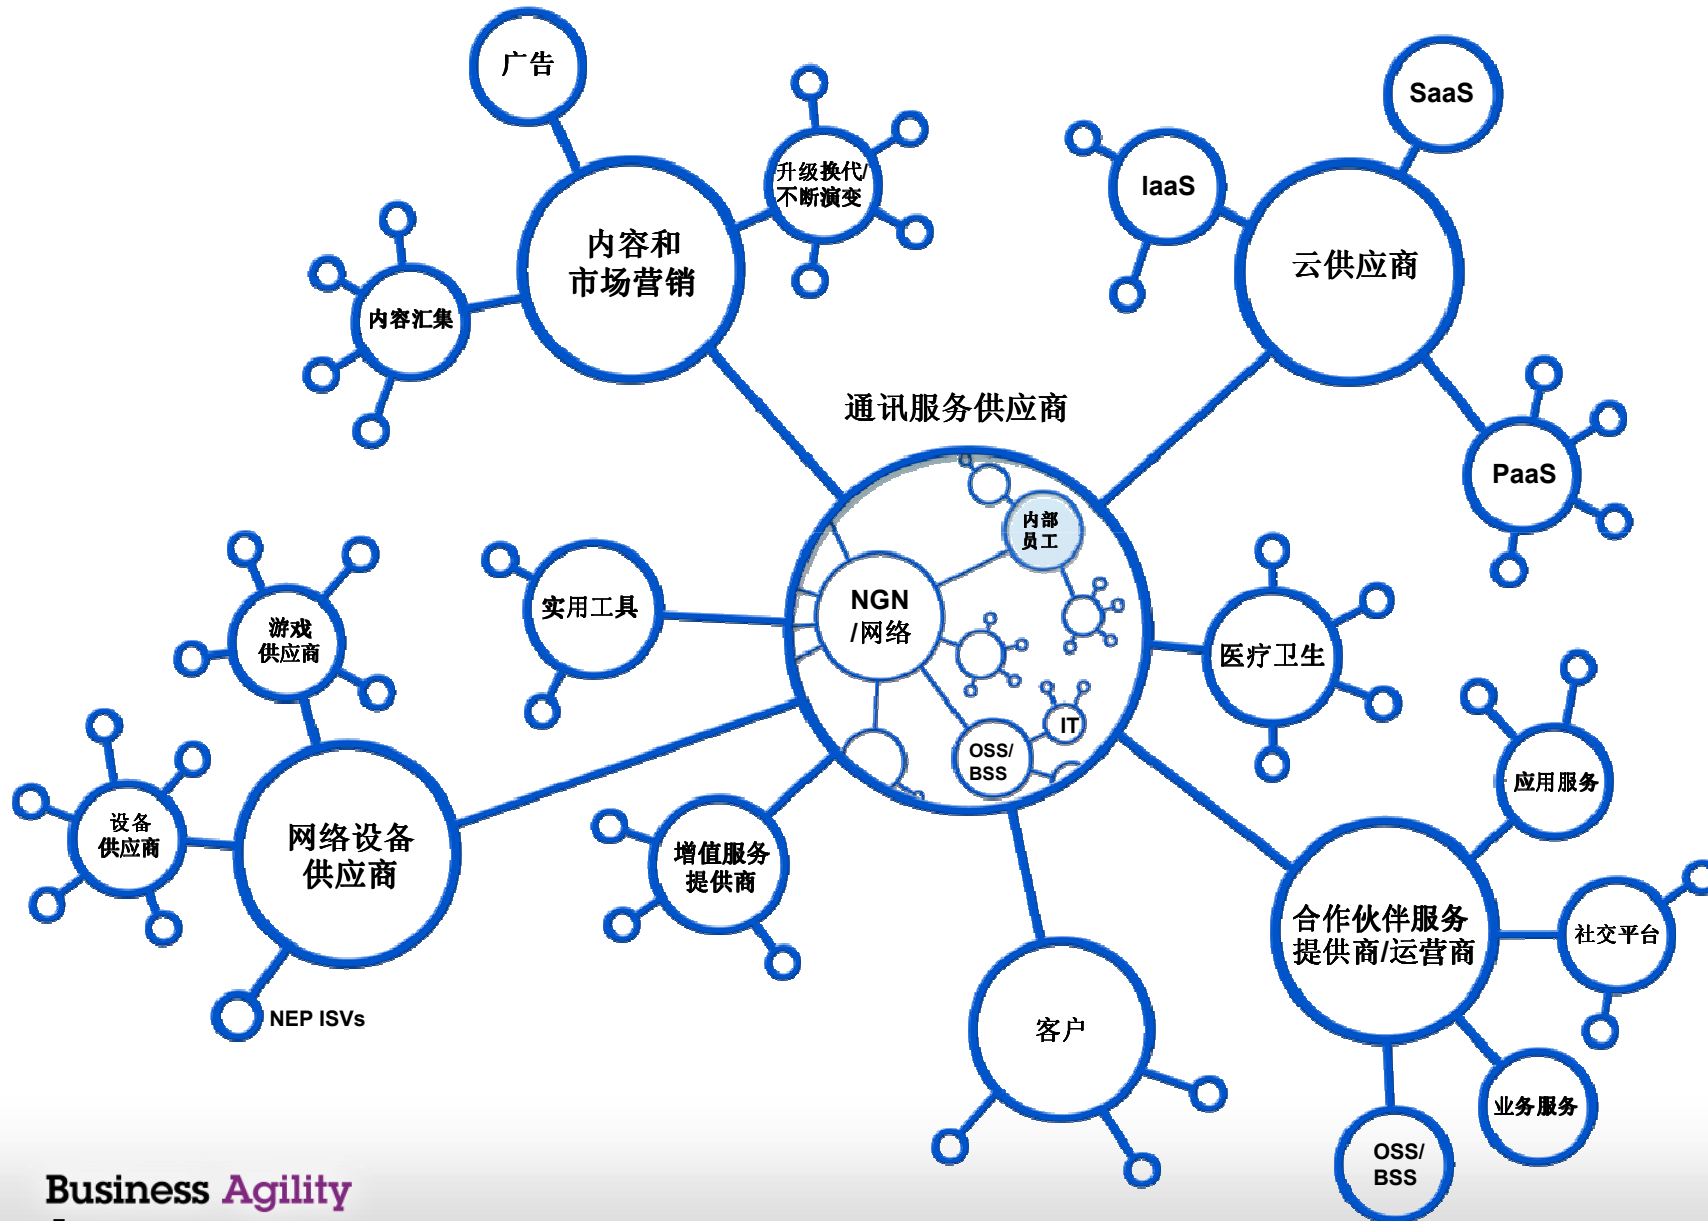 广告
SaaS
升级换代/
不断演变
IaaS
内容和
市场营销
云供应商
内容汇集
通讯服务供应商
PaaS
内部
员工
NGN
/网络
实用工具
游戏
供应商
医疗卫生
IT
OSS/
BSS
应用服务
设备
供应商
网络设备
供应商
增值服务
提供商
合作伙伴服务
提供商/运营商
社交平台
NEP ISVs
客户
业务服务
OSS/
BSS
Business Agility